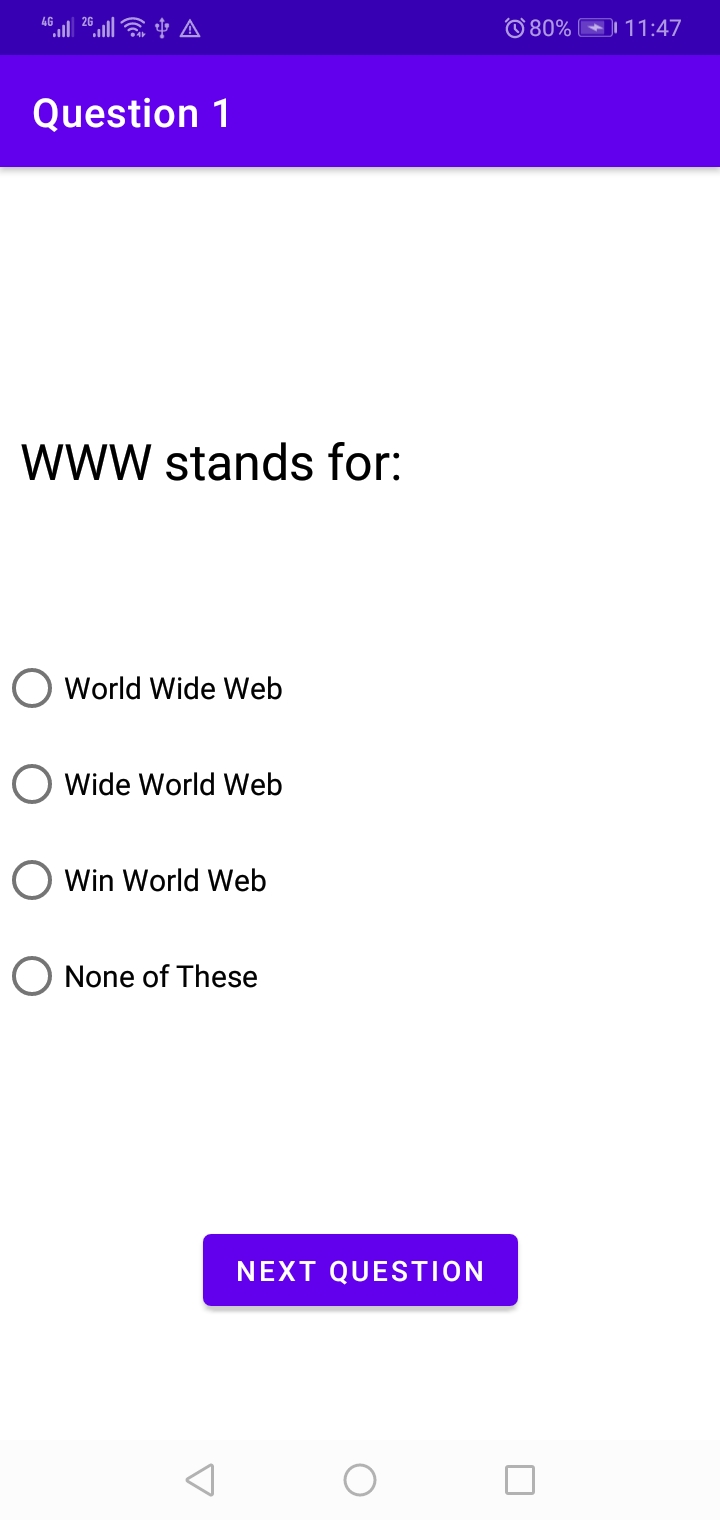 4G 2G 80% 11:47
Question 1
WWW stands for:
World Wide Web
Wide World Web
Win World Web
None of These
NEXT QUESTION